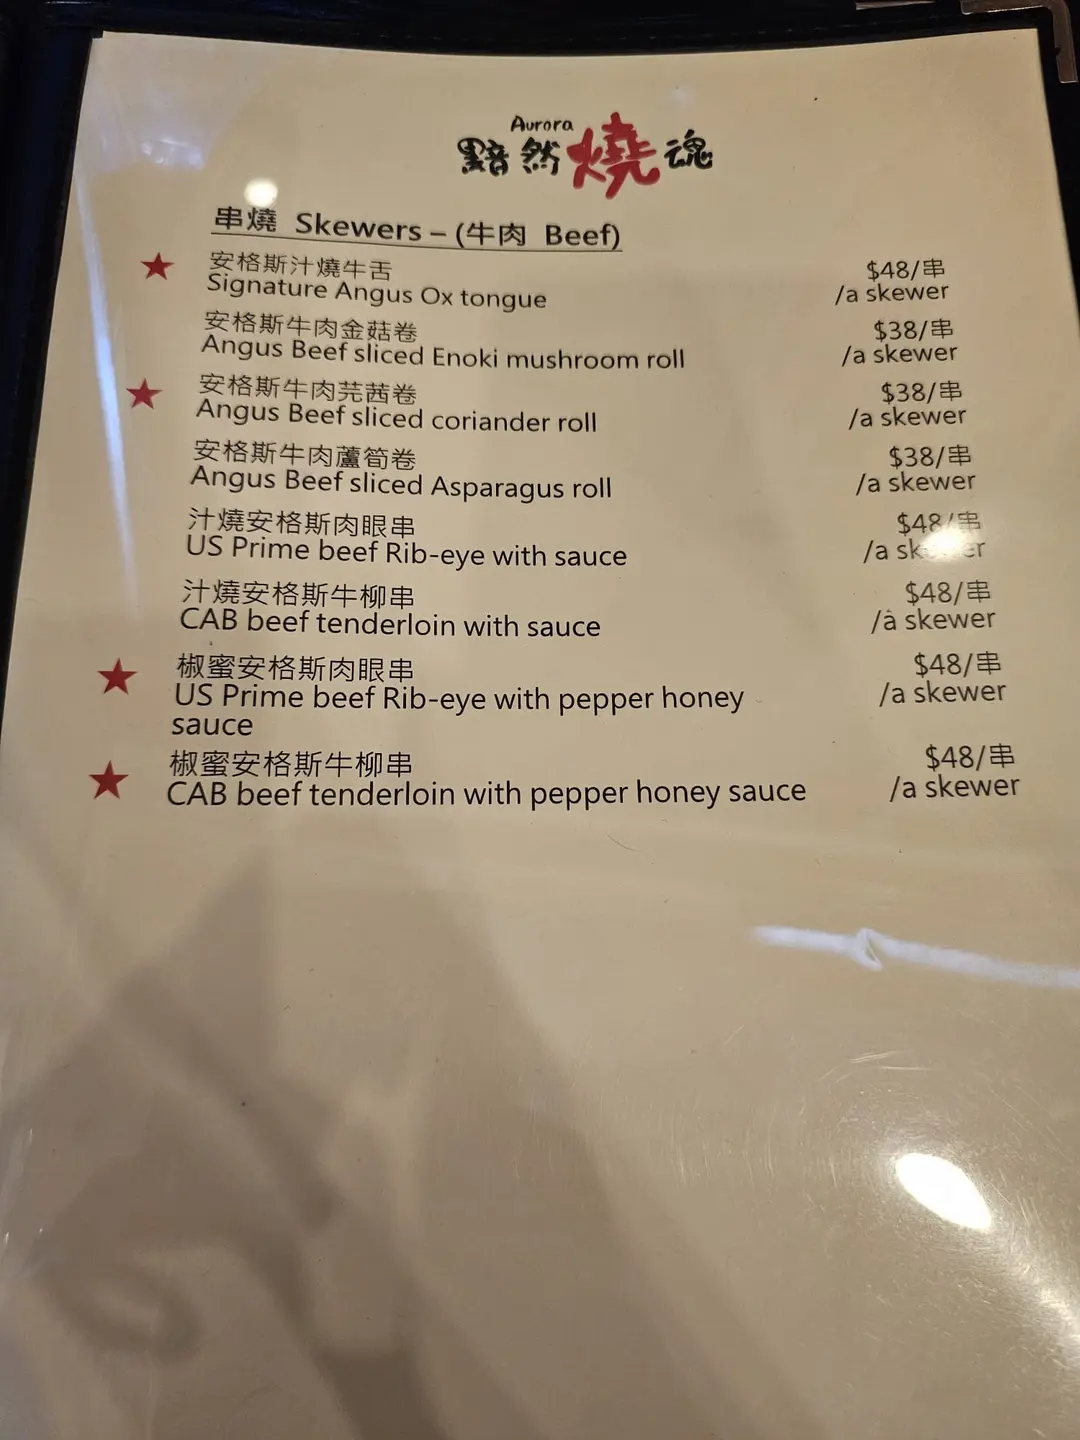 Aurora
黯然燒魂
串燒 Skewers – (牛肉 Beef)
安格斯汁燒牛舌 $48/串
Signature Angus Ox tongue /a skewer
安格斯牛肉金菇卷 $38/串
Angus Beef sliced Enoki mushroom roll /a skewer
安格斯牛肉芫茜卷 $38/串
Angus Beef sliced coriander roll /a skewer
安格斯牛肉蘆筍卷 $38/串
Angus Beef sliced Asparagus roll /a skewer
汁燒安格斯肉眼串 $48/串
US Prime beef Rib-eye with sauce /a skewer
汁燒安格斯牛柳串 $48/串
CAB beef tenderloin with sauce /a skewer
椒蜜安格斯肉眼串 $48/串
US Prime beef Rib-eye with pepper honey /a skewer
sauce
椒蜜安格斯牛柳串 $48/串
CAB beef tenderloin with pepper honey sauce /a skewer